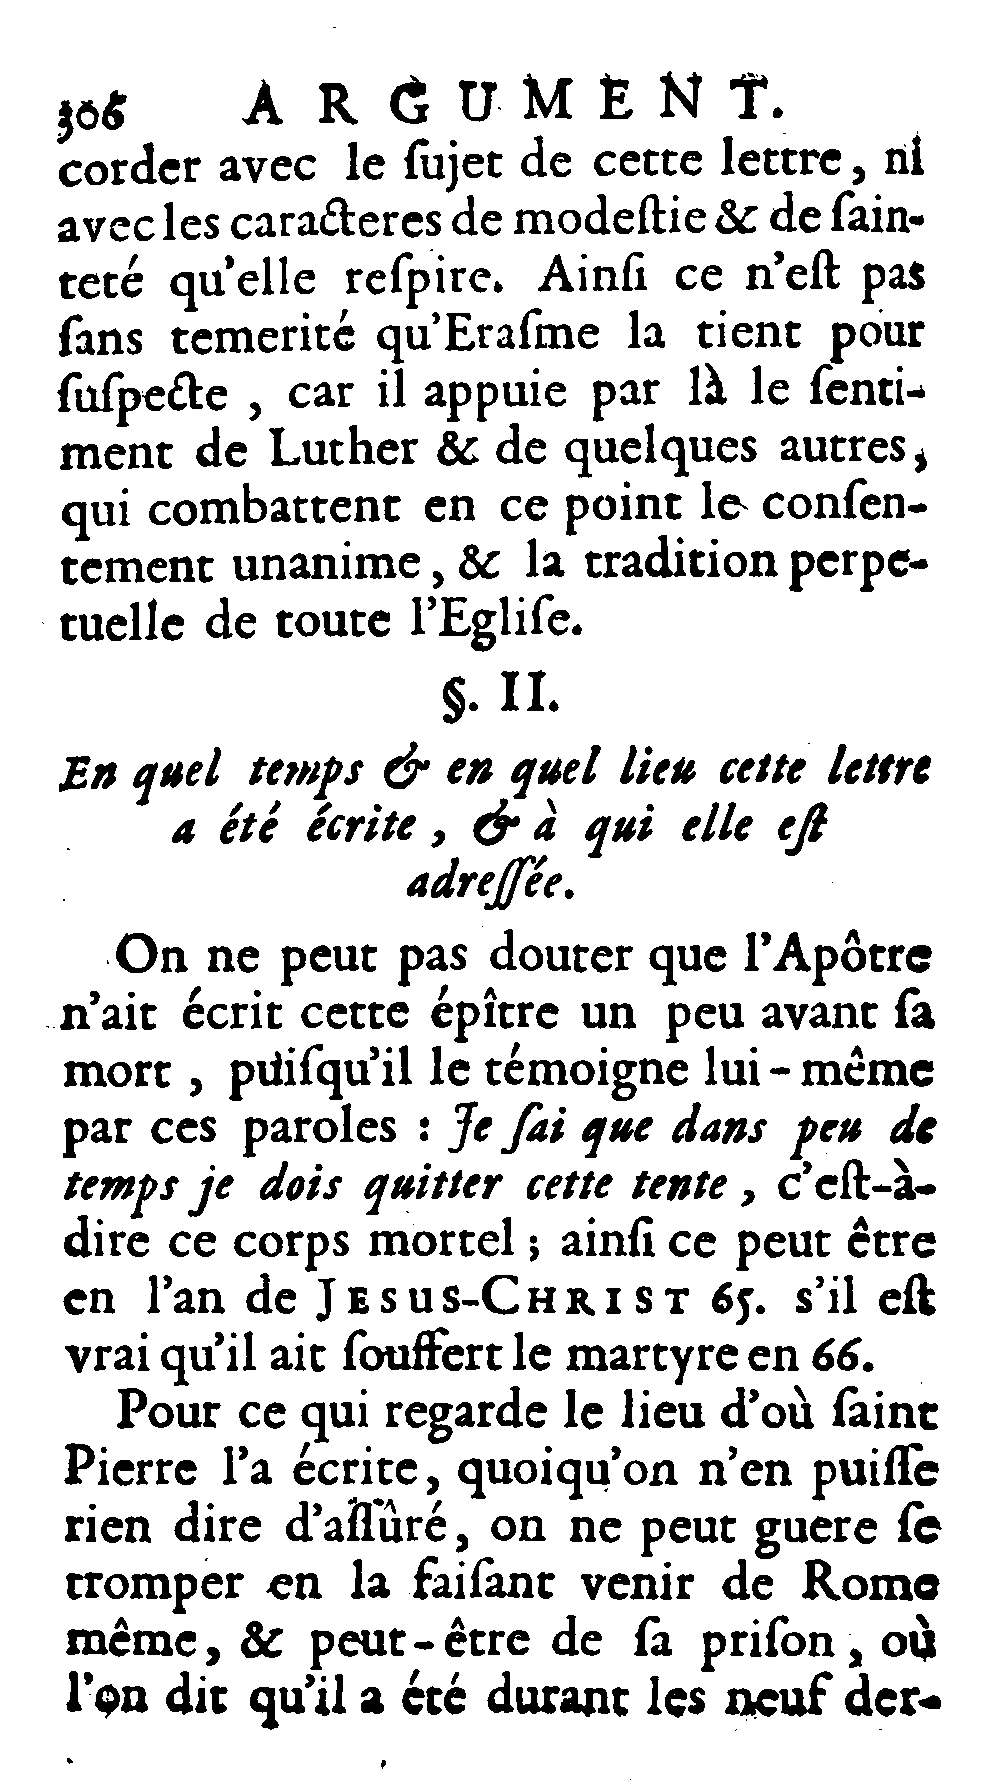 306 ARGUMENT.
corder avec le ſujet de cette lettre, ni
avec les caracteres de modeſtie & de ſain-
teté qu'elle reſpire. Ainſi ce n'eſt pas
ſans temerité qu'Eraſme la tient pour
ſuſpecte, car il appuie par là le ſenti-
ment de Luther & de quelques autres,
qui combattent en ce point le conſen-
tement unanime, & la tradition perpe-
tuelle de toute l'Egliſe.
§. II.
En quel temps & en quel lieu cette lettre
a été écrite, & à qui elle eſt
adreſſée.
On ne peut pas douter que l'Apôtre
n'ait écrit cette épître un peu avant ſa
mort, puiſqu'il le témoigne lui-même
par ces paroles : Je ſai que dans peu de
temps je dois quitter cette tente, c'eſt-à-
dire ce corps mortel ; ainſi ce peut être
en l'an de JESUS-CHRIST 65. s'il eſt
vrai qu'il ait ſouffert le martyre en 66.
Pour ce qui regarde le lieu d'où ſaint
Pierre l'a écrite, quoiqu'on n'en puiſſe
rien dire d'aſſûré, on ne peut guere ſe
tromper en la faiſant venir de Rome
même, & peut-être de ſa priſon, où
l'on dit qu'il a été durant les neuf der-